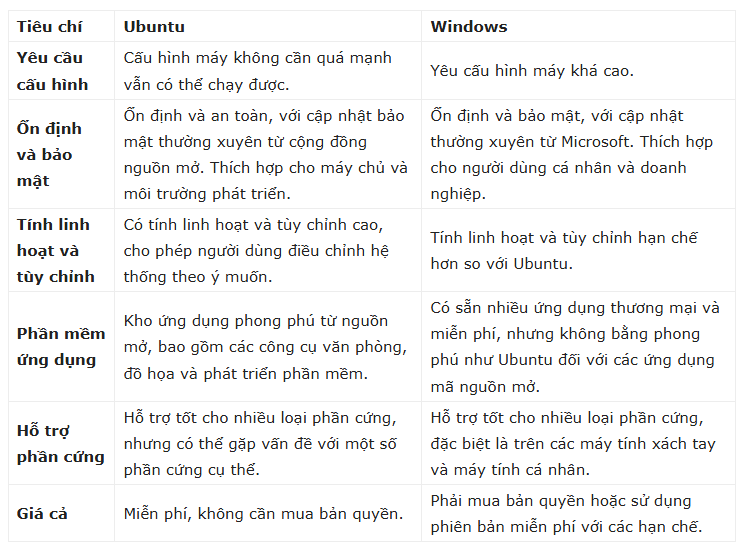 Tiêu chí
Ubuntu
Windows
Yêu cầu
cấu hình
Cấu hình máy không cần quá mạnh
vẫn có thể chạy được.
Yêu cấu hình máy khá cao.
Ổn định
và bảo
mật
Ổn định và an toàn, với cập nhật bảo
mật thường xuyên từ cộng đồng
nguồn mở. Thích hợp cho máy chủ và
môi trường phát triển.
Ổn định và bảo mật, với cập nhật
thường xuyên từ Microsoft. Thích hợp
cho người dùng cá nhân và doanh
nghiệp.
Tính linh
hoạt và
tùy chỉnh
Có tính linh hoạt và tùy chỉnh cao,
cho phép người dùng điều chỉnh hệ
thống theo ý muốn.
Tính linh hoạt và tùy chỉnh hạn chế
hơn so với Ubuntu.
Phần mềm
ứng dụng
Kho ứng dụng phong phú từ nguồn
mở, bao gồm các công cụ văn phòng,
đồ họa và phát triển phần mềm.
Có sẵn nhiều ứng dụng thương mại và
miễn phí, nhưng không bằng phong
phú như Ubuntu đối với các ứng dụng
mã nguồn mở.
Hỗ trợ
phần cứng
Hỗ trợ tốt cho nhiều loại phần cứng,
nhưng có thể gặp vấn đề với một số
phần cứng cụ thể.
Hỗ trợ tốt cho nhiều loại phần cứng,
đặc biệt là trên các máy tính xách tay
và máy tính cá nhân.
Giá cả
Miễn phí, không cần mua bản quyền.
Phải mua bản quyền hoặc sử dụng
phiên bản miễn phí với các hạn chế.